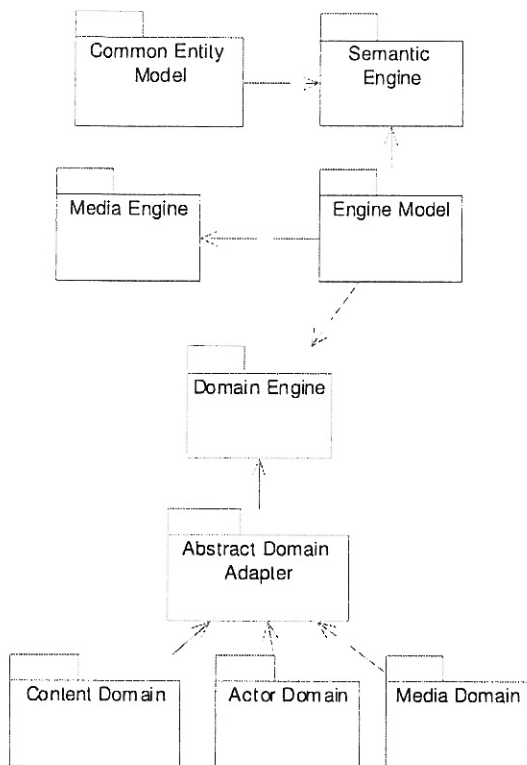 Common Entity
Model
Semantic
Engine
Media Engine
Engine Model
Domain Engine
Abstract Domain
Adapter
Content Domain
Actor Domain
Media Domain